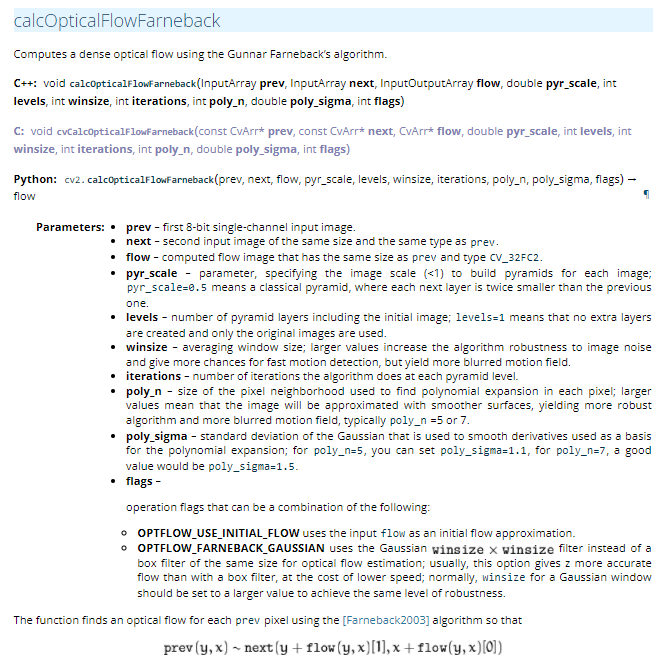 calcOpticalFlowFarneback
Computes a dense optical flow using the Gunnar Farneback's algorithm.
C++: void calcOpticalFlowFarneback(InputArray prev, InputArray next, InputOutputArray flow, double pyr_scale, int
levels, int winsize, int iterations, int poly_n, double poly_sigma, int flags)
C: void cvCalcOpticalFlowFarneback(const CvArr* prev, const CvArr* next, CvArr* flow, double pyr_scale, int levels, int
winsize, int iterations, int poly_n, double poly_sigma, int flags)
Python: cv2.calcOpticalFlowFarneback(prev, next, flow, pyr_scale, levels, winsize, iterations, poly_n, poly_sigma, flags) →
flow ¶
Parameters: • prev – first 8-bit single-channel input image.
• next – second input image of the same size and the same type as prev.
• flow – computed flow image that has the same size as prev and type CV_32FC2.
• pyr_scale – parameter, specifying the image scale (<1) to build pyramids for each image;
pyr_scale=0.5 means a classical pyramid, where each next layer is twice smaller than the previous
one.
• levels – number of pyramid layers including the initial image; levels=1 means that no extra layers
are created and only the original images are used.
• winsize – averaging window size; larger values increase the algorithm robustness to image noise
and give more chances for fast motion detection, but yield more blurred motion field.
• iterations – number of iterations the algorithm does at each pyramid level.
• poly_n – size of the pixel neighborhood used to find polynomial expansion in each pixel; larger
values mean that the image will be approximated with smoother surfaces, yielding more robust
algorithm and more blurred motion field, typically poly_n =5 or 7.
• poly_sigma – standard deviation of the Gaussian that is used to smooth derivatives used as a basis
for the polynomial expansion; for poly_n=5, you can set poly_sigma=1.1, for poly_n=7, a good
value would be poly_sigma=1.5.
• flags –
operation flags that can be a combination of the following:
○ OPTFLOW_USE_INITIAL_FLOW uses the input flow as an initial flow approximation.
○ OPTFLOW_FARNEBACK_GAUSSIAN uses the Gaussian winsize × winsize filter instead of a
box filter of the same size for optical flow estimation; usually, this option gives z more accurate
flow than with a box filter, at the cost of lower speed; normally, winsize for a Gaussian window
should be set to a larger value to achieve the same level of robustness.
The function finds an optical flow for each prev pixel using the [Farneback2003] algorithm so that
prev(y,x) ~ next(y + flow(y,x)[1],x + flow(y,x)[0])